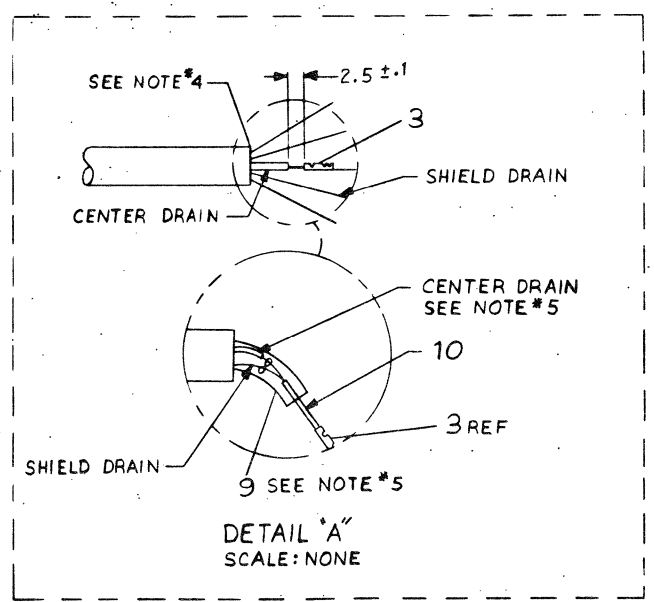 SEE NOTE #4
2.5 ±.1
3
SHIELD DRAIN
CENTER DRAIN
CENTER DRAIN
SEE NOTE #5
10
3 REF
SHIELD DRAIN
9 SEE NOTE #5
DETAIL "A"
SCALE: NONE